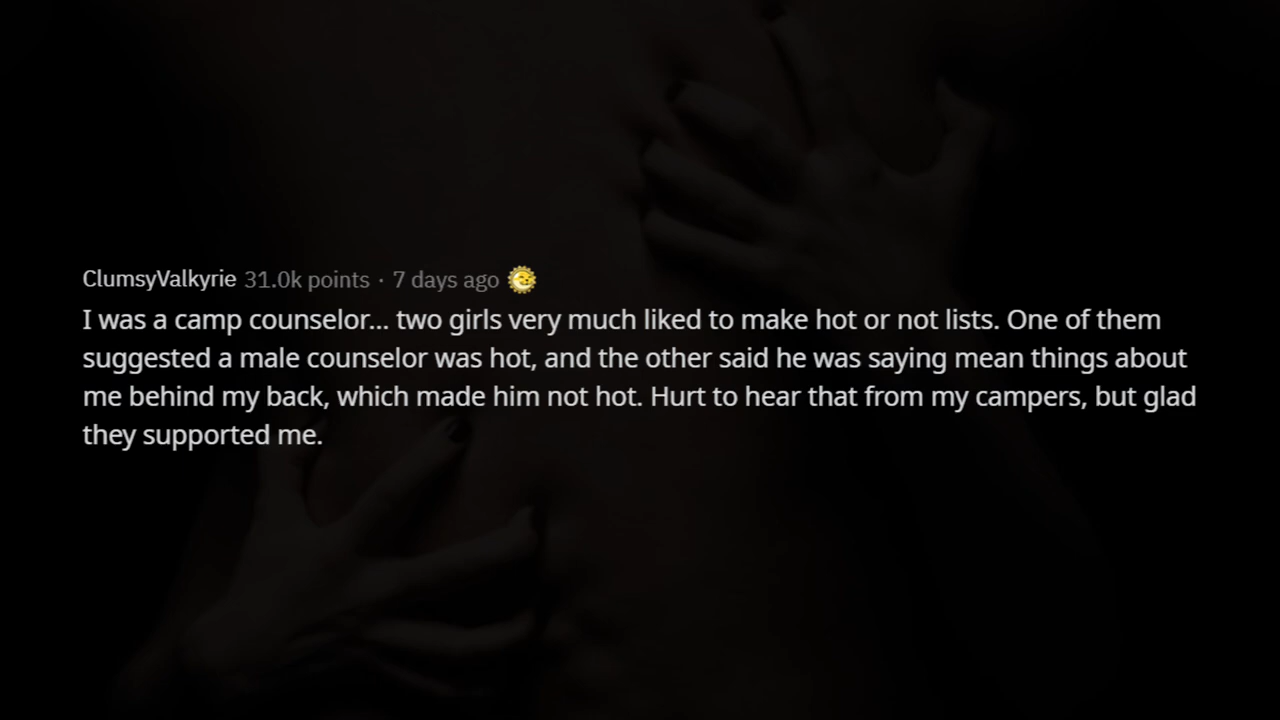 ClumsyValkyrie 31.0k points · 7 days ago
I was a camp counselor... two girls very much liked to make hot or not lists. One of them
suggested a male counselor was hot, and the other said he was saying mean things about
me behind my back, which made him not hot. Hurt to hear that from my campers, but glad
they supported me.